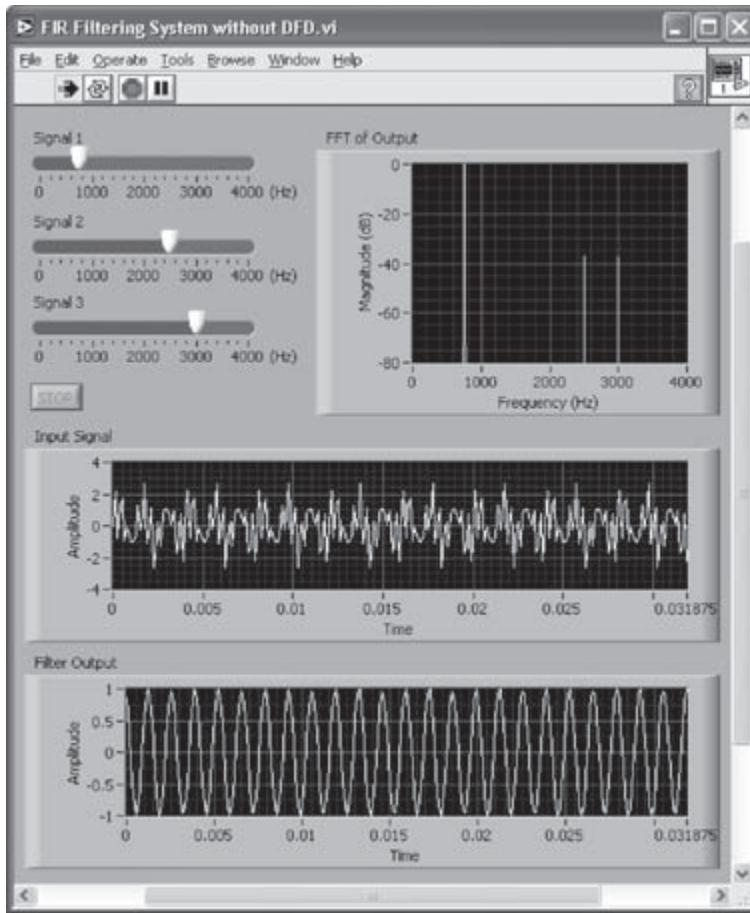 FIR Filtering System without DFD.vi
File Edit Operate Tools Browse Window Help
?
1
Signal 1
0 1000 2000 3000 4000 (Hz)
Signal 2
0 1000 2000 3000 4000 (Hz)
Signal 3
0 1000 2000 3000 4000 (Hz)
STOP
FFT of Output
Magnitude (dB)
0
-20
-40
-60
-80
0 1000 2000 3000 4000
Frequency (Hz)
Input Signal
Amplitude
4
2
0
-2
-4
0 0.005 0.01 0.015 0.02 0.025 0.031875
Time
Filter Output
Amplitude
1
0.5
0
-0.5
-1
0 0.005 0.01 0.015 0.02 0.025 0.031875
Time